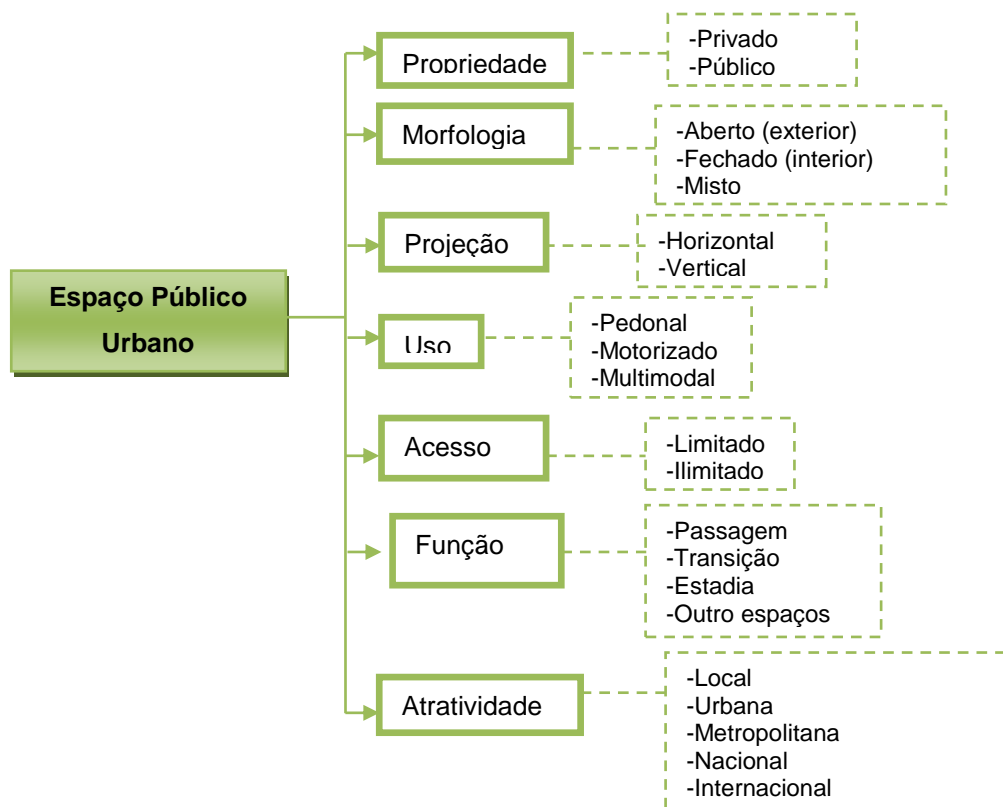 Espaço Público
Urbano
Propriedade
-Privado
-Público
Morfologia
-Aberto (exterior)
-Fechado (interior)
-Misto
Projeção
-Horizontal
-Vertical
Uso
-Pedonal
-Motorizado
-Multimodal
Acesso
-Limitado
-Ilimitado
Função
-Passagem
-Transição
-Estadia
-Outro espaços
Atratividade
-Local
-Urbana
-Metropolitana
-Nacional
-Internacional